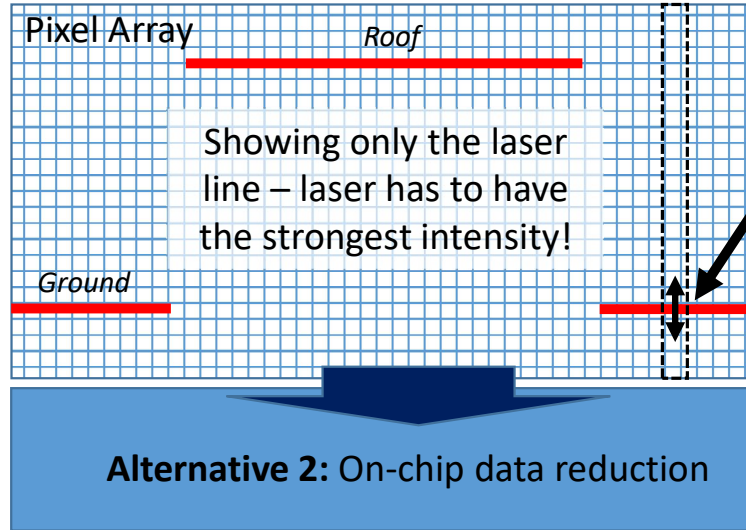 Pixel Array
Roof
Showing only the laser
line – laser has to have
the strongest intensity!
Ground
Alternative 2: On-chip data reduction